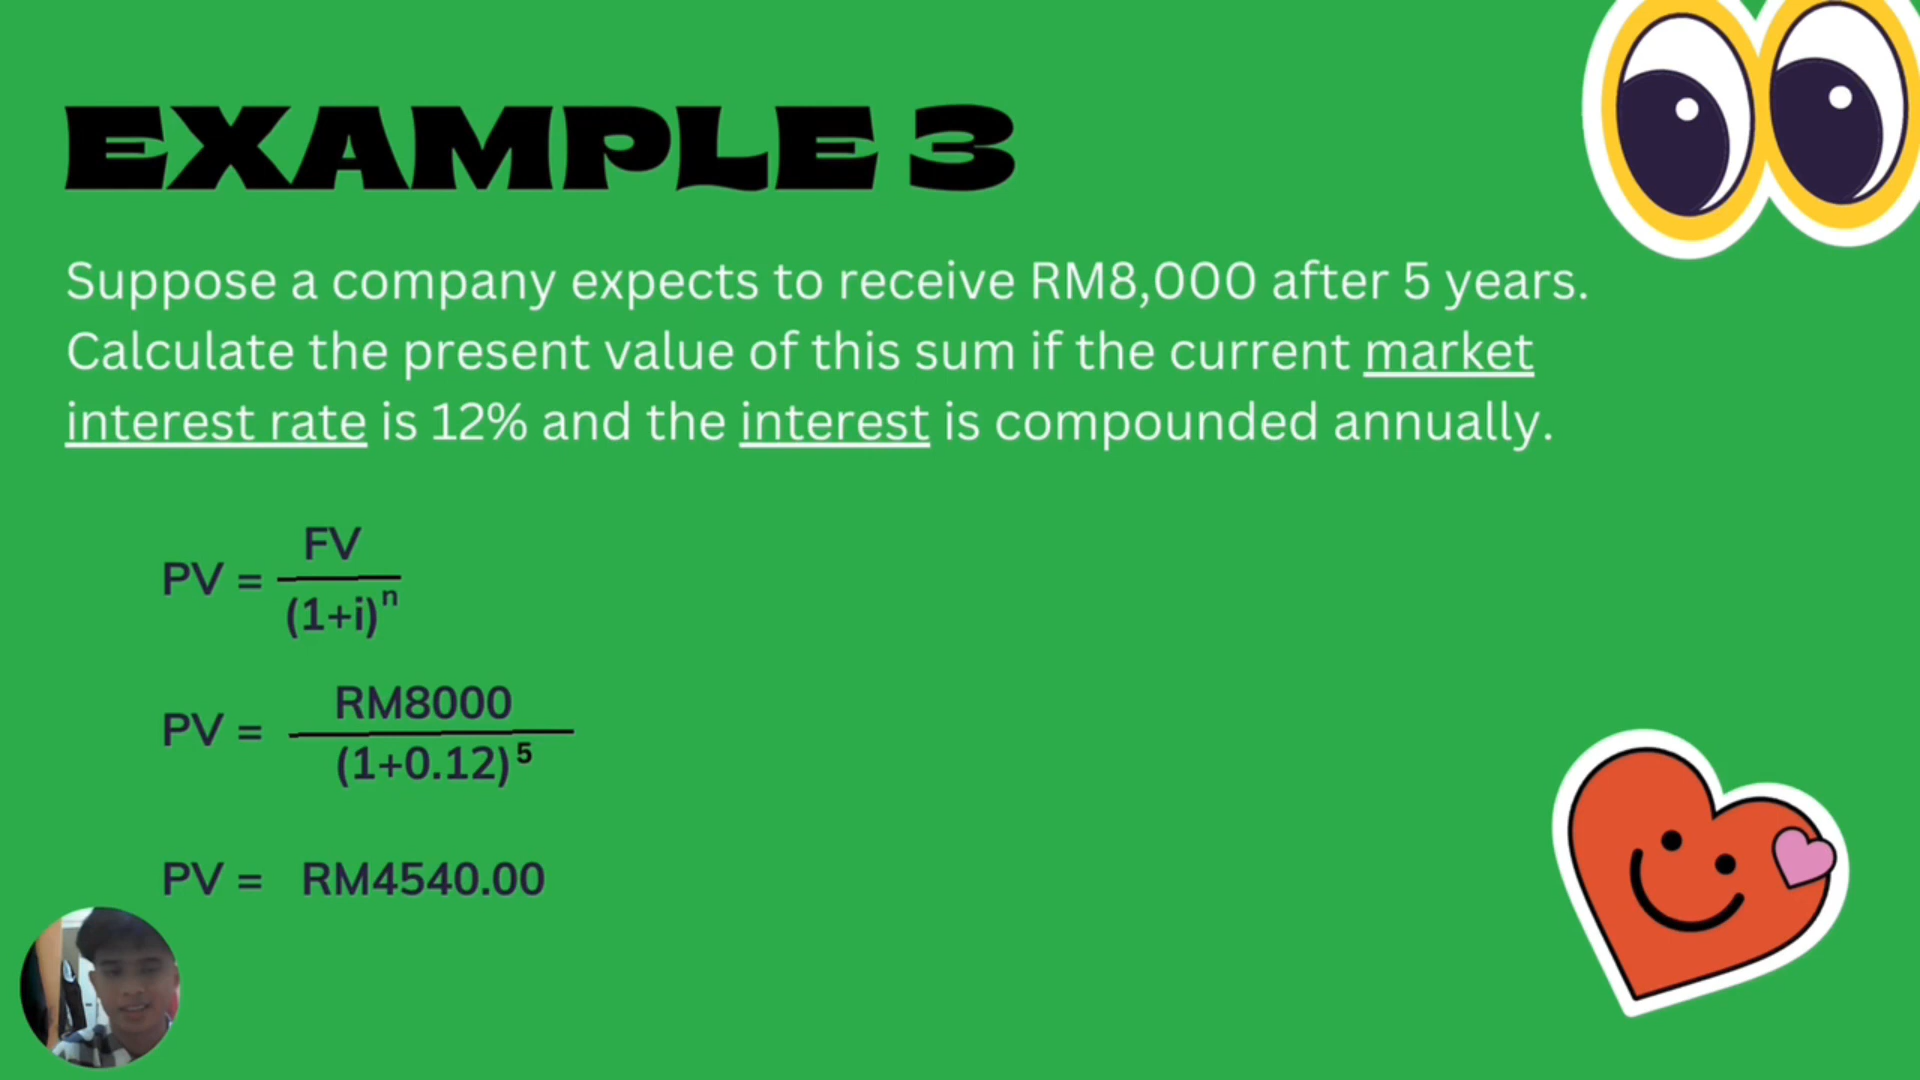 EXAMPLE 3
Suppose a company expects to receive RM8,000 after 5 years.
Calculate the present value of this sum if the current market
interest rate is 12% and the interest is compounded annually.
PV = FV
(1+i)^n
PV = RM8000
(1+0.12)^5
PV = RM4540.00